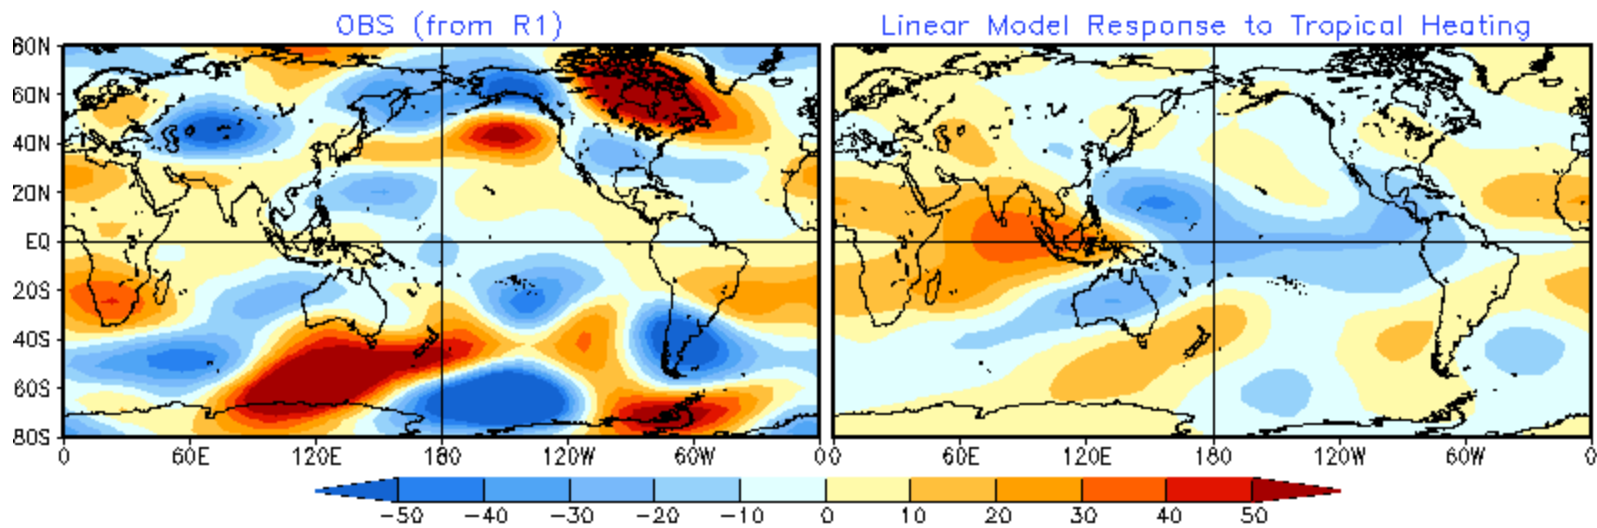 OBS (from R1)
Linear Model Response to Tropical Heating
80N
60N
40N
20N
EQ
20S
40S
60S
80S
0 60E 120E 180 120W 60W 0
0 60E 120E 180 120W 60W 0
-50 -40 -30 -20 -10 0 10 20 30 40 50